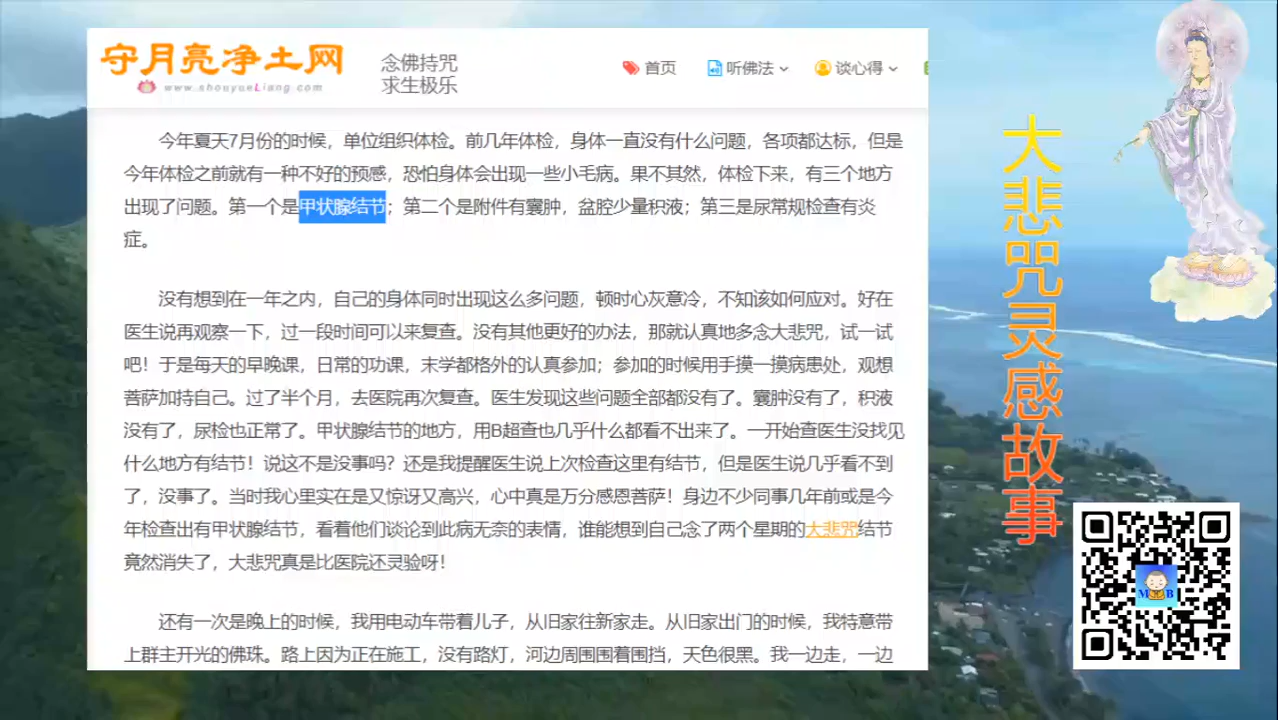 守月亮净土网
www.shouyueLiang.com
念佛持咒
求生极乐
首页
听佛法
谈心得
今年夏天7月份的时候，单位组织体检。前几年体检，身体一直没有什么问题，各项都达标，但是
今年体检之前就有一种不好的预感，恐怕身体会出现一些小毛病。果不其然，体检下来，有三个地方
出现了问题。第一个是甲状腺结节；第二个是附件有囊肿，盆腔少量积液；第三是尿常规检查有炎
症。
没有想到在一年之内，自己的身体同时出现这么多问题，顿时心灰意冷，不知该如何应对。好在
医生说再观察一下，过一段时间可以来复查。没有其他更好的办法，那就认真地多念大悲咒，试一试
吧！于是每天的早晚课，日常的功课，末学都格外的认真参加；参加的时候用手摸一摸病患处，观想
菩萨加持自己。过了半个月，去医院再次复查。医生发现这些问题全部都没有了。囊肿没有了，积液
没有了，尿检也正常了。甲状腺结节的地方，用B超查也几乎什么都看不出来了。一开始查医生没找见
什么地方有结节！说这不是没事吗？还是我提醒医生说上次检查这里有结节，但是医生说几乎看不到
了，没事了。当时我心里实在是又惊讶又高兴，心中真是万分感恩菩萨！身边不少同事几年前或是今
年检查出有甲状腺结节，看着他们谈论到此病无奈的表情，谁能想到自己念了两个星期的大悲咒结节
竟然消失了，大悲咒真是比医院还灵验呀！
还有一次是晚上的时候，我用电动车带着儿子，从旧家往新家走。从旧家出门的时候，我特意带
上群主开光的佛珠。路上因为正在施工，没有路灯，河边周围围着围挡，天色很黑。我一边走，一边
大悲咒灵感故事
M B